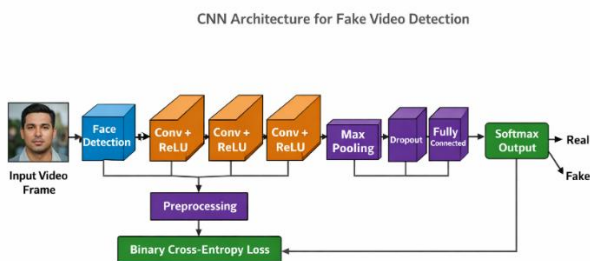 CNN Architecture for Fake Video Detection
Input Video
Frame
Face
Detection
Conv +
ReLU
Conv +
ReLU
Conv +
ReLU
Max
Pooling
Dropout
Fully
Connected
Softmax
Output
Real
Fake
Preprocessing
Binary Cross-Entropy Loss